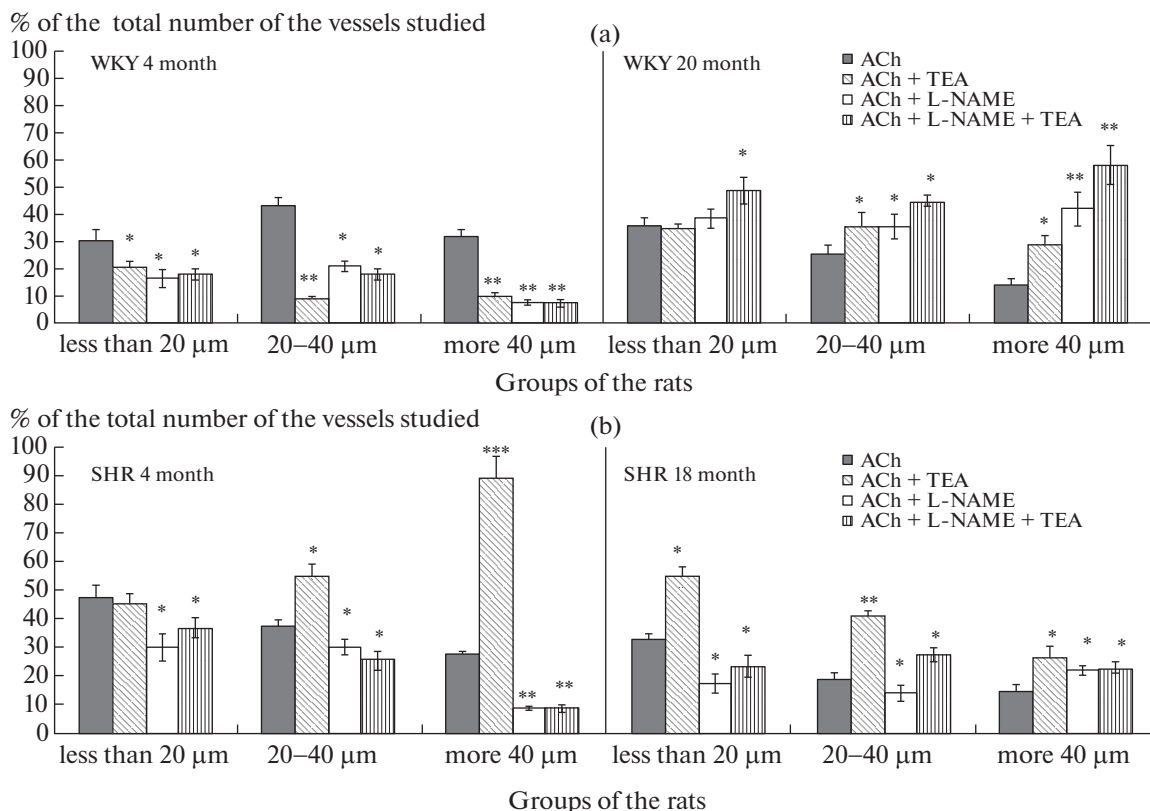 % of the total number of the vessels studied
(a)
100
90
80
70
60
50
40
30
20
10
0
WKY 4 month
WKY 20 month
ACh
ACh + TEA
ACh + L-NAME
ACh + L-NAME + TEA
* * *
** * *
** ** **
*
* * *
* ** **
less than 20 µm 20–40 µm more 40 µm less than 20 µm 20–40 µm more 40 µm
Groups of the rats
% of the total number of the vessels studied
(b)
100
90
80
70
60
50
40
30
20
10
0
SHR 4 month
SHR 18 month
ACh
ACh + TEA
ACh + L-NAME
ACh + L-NAME + TEA
* *
* * *
*** ** **
* * *
** * *
* * *
less than 20 µm 20–40 µm more 40 µm less than 20 µm 20–40 µm more 40 µm
Groups of the rats